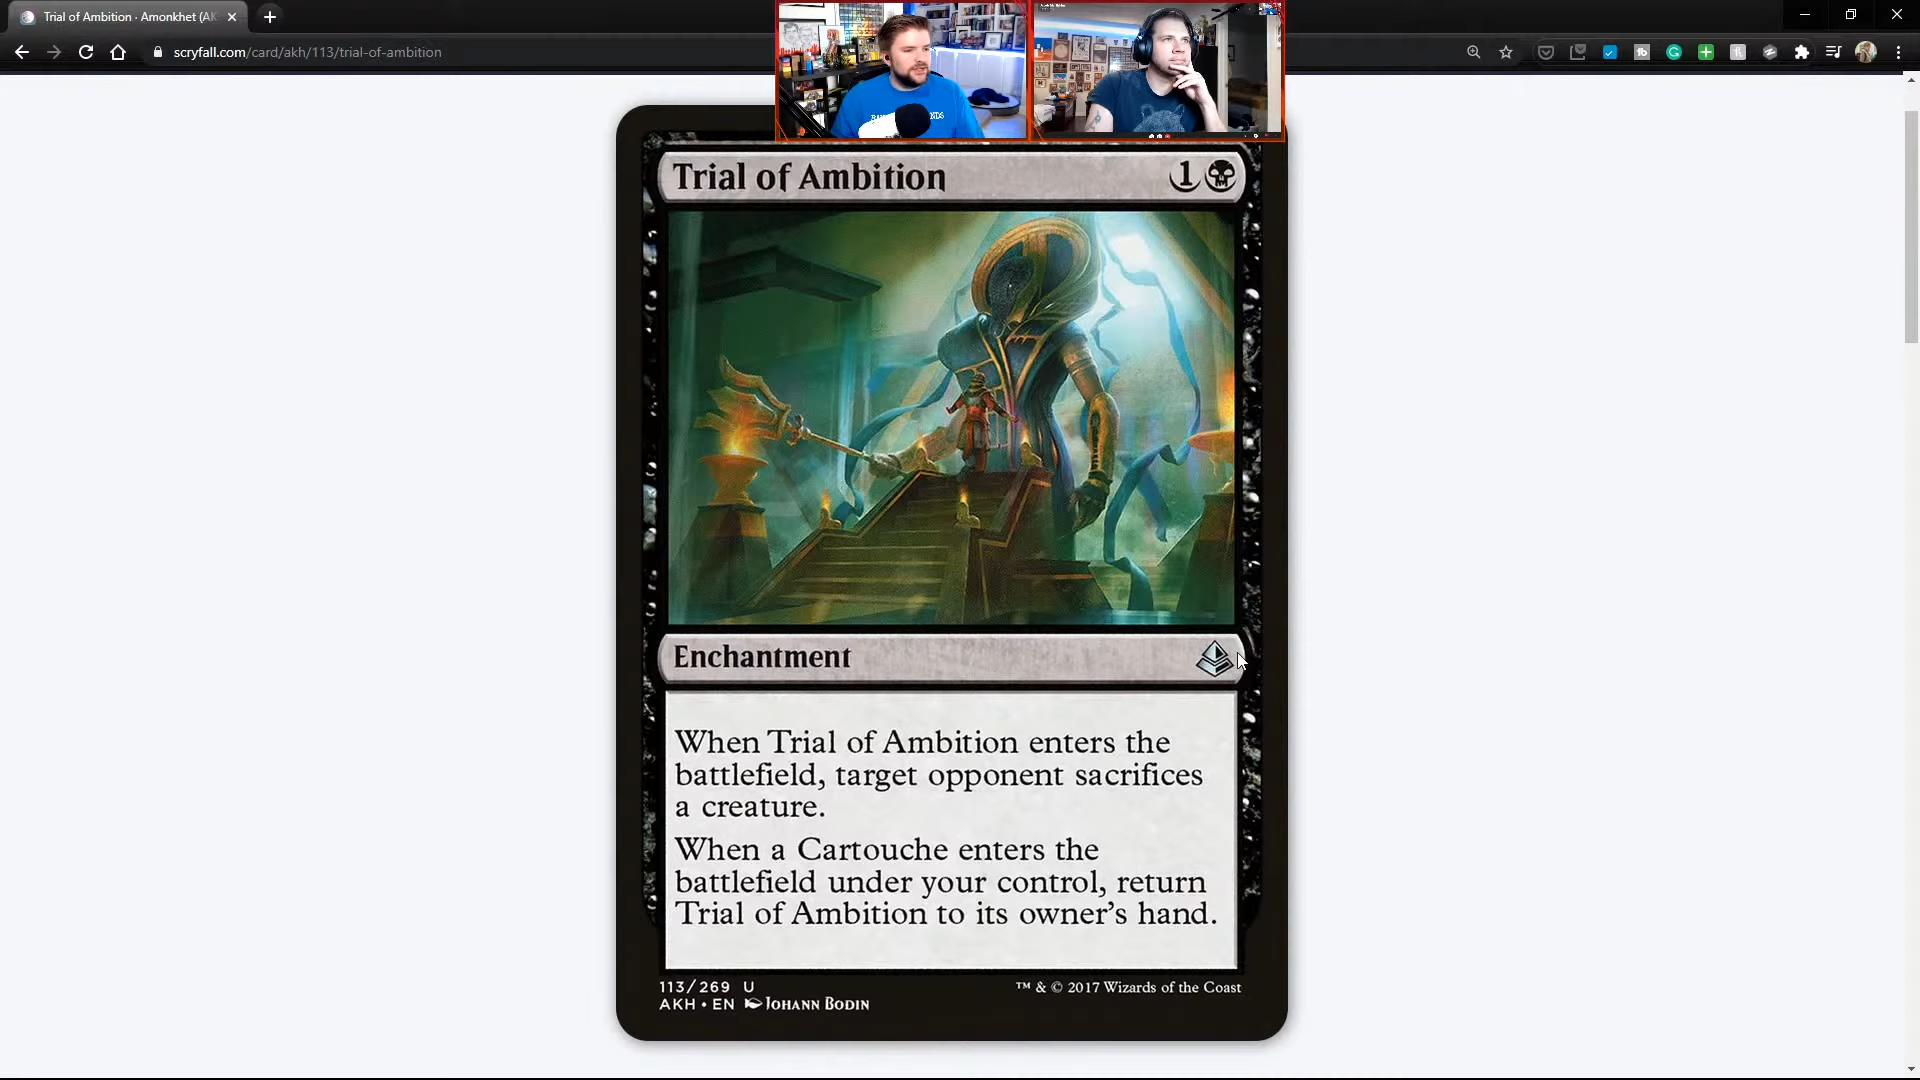 Trial of Ambition · Amonkhet (AK
scryfall.com/card/akh/113/trial-of-ambition
Trial of Ambition 1
Enchantment
When Trial of Ambition enters the
battlefield, target opponent sacrifices
a creature.
When a Cartouche enters the
battlefield under your control, return
Trial of Ambition to its owner's hand.
113/269 U
AKH • EN Johann Bodin
™ & © 2017 Wizards of the Coast